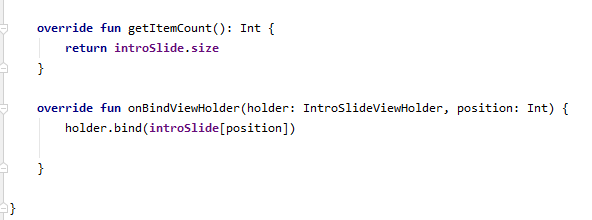 override fun getItemCount(): Int {
return introSlide.size
}
override fun onBindViewHolder(holder: IntroSlideViewHolder, position: Int) {
holder.bind(introSlide[position])
}
}